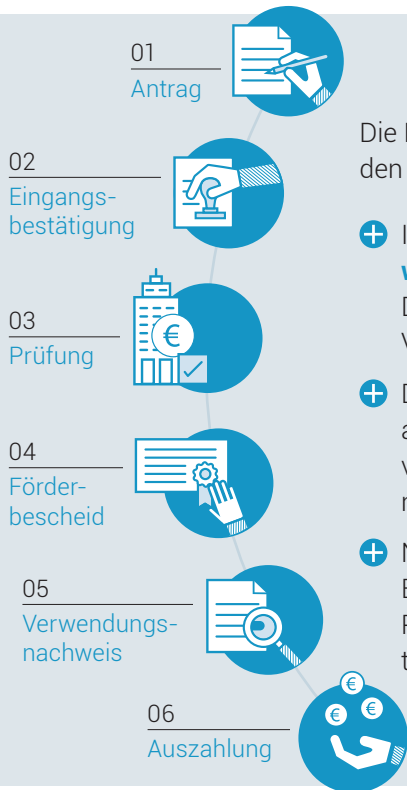 01
Antrag
02
Eingangs-
bestätigung
03
Prüfung
04
Förder-
bescheid
05
Verwendungs-
nachweis
06
Auszahlung
€
€
€
€
Die
den